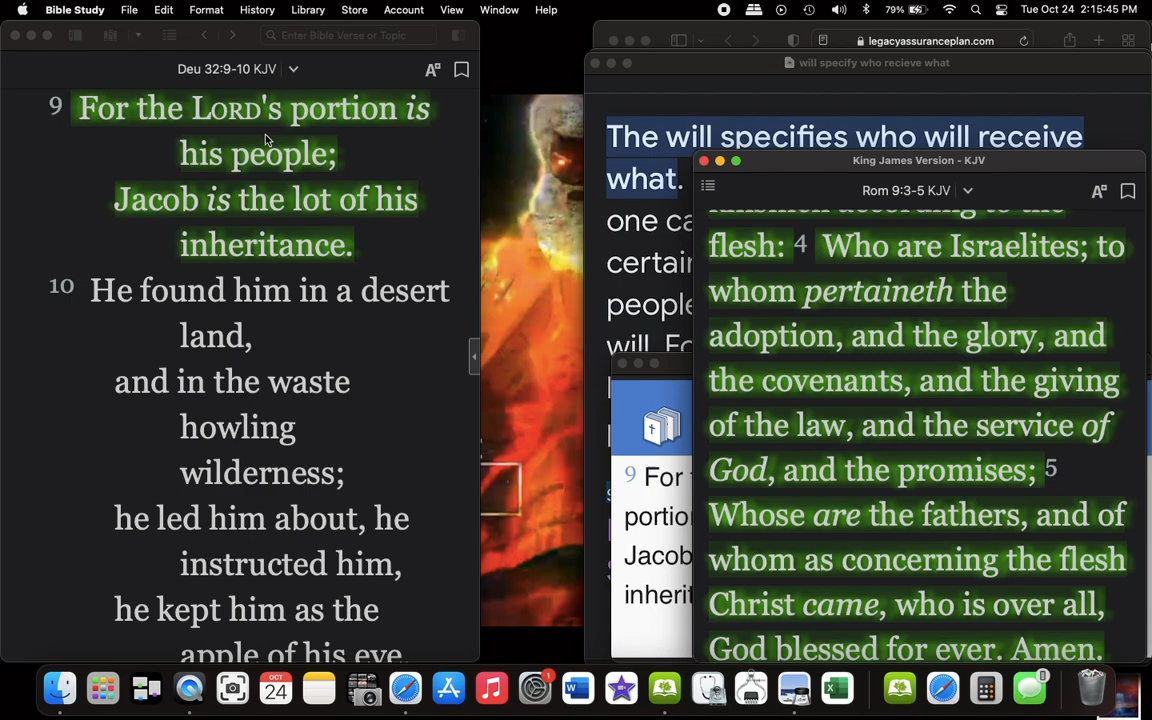 Bible Study File Edit Format History Library Store Account View Window Help 79% Tue Oct 24 2:15:45 PM
Enter Bible Verse or Topic
Deu 32:9-10 KJV
9 For the LORD's portion is
his people;
Jacob is the lot of his
inheritance.
10 He found him in a desert
land,
and in the waste
howling
wilderness;
he led him about, he
instructed him,
he kept him as the
apple of his eye.
legacyassuranceplan.com
will specify who recieve what
The will specifies who will receive
what.
one ca
certain
people
will. Fo
9 For
portio
Jacob
inherit
King James Version - KJV
Rom 9:3-5 KJV
kinsmen according to the
flesh: 4 Who are Israelites; to
whom pertaineth the
adoption, and the glory, and
the covenants, and the giving
of the law, and the service of
God, and the promises; 5
Whose are the fathers, and of
whom as concerning the flesh
Christ came, who is over all,
God blessed for ever. Amen.
OCT
24
1